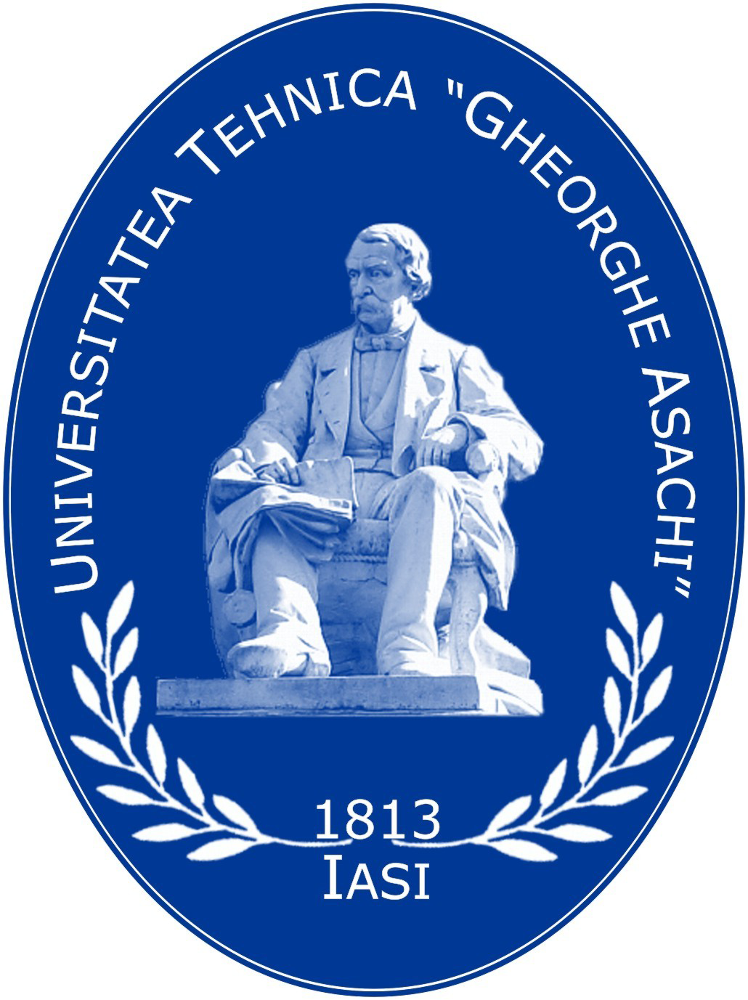 UNIVERSITATEA TEHNICA "GHEORGHE ASACHI"
1813
IASI